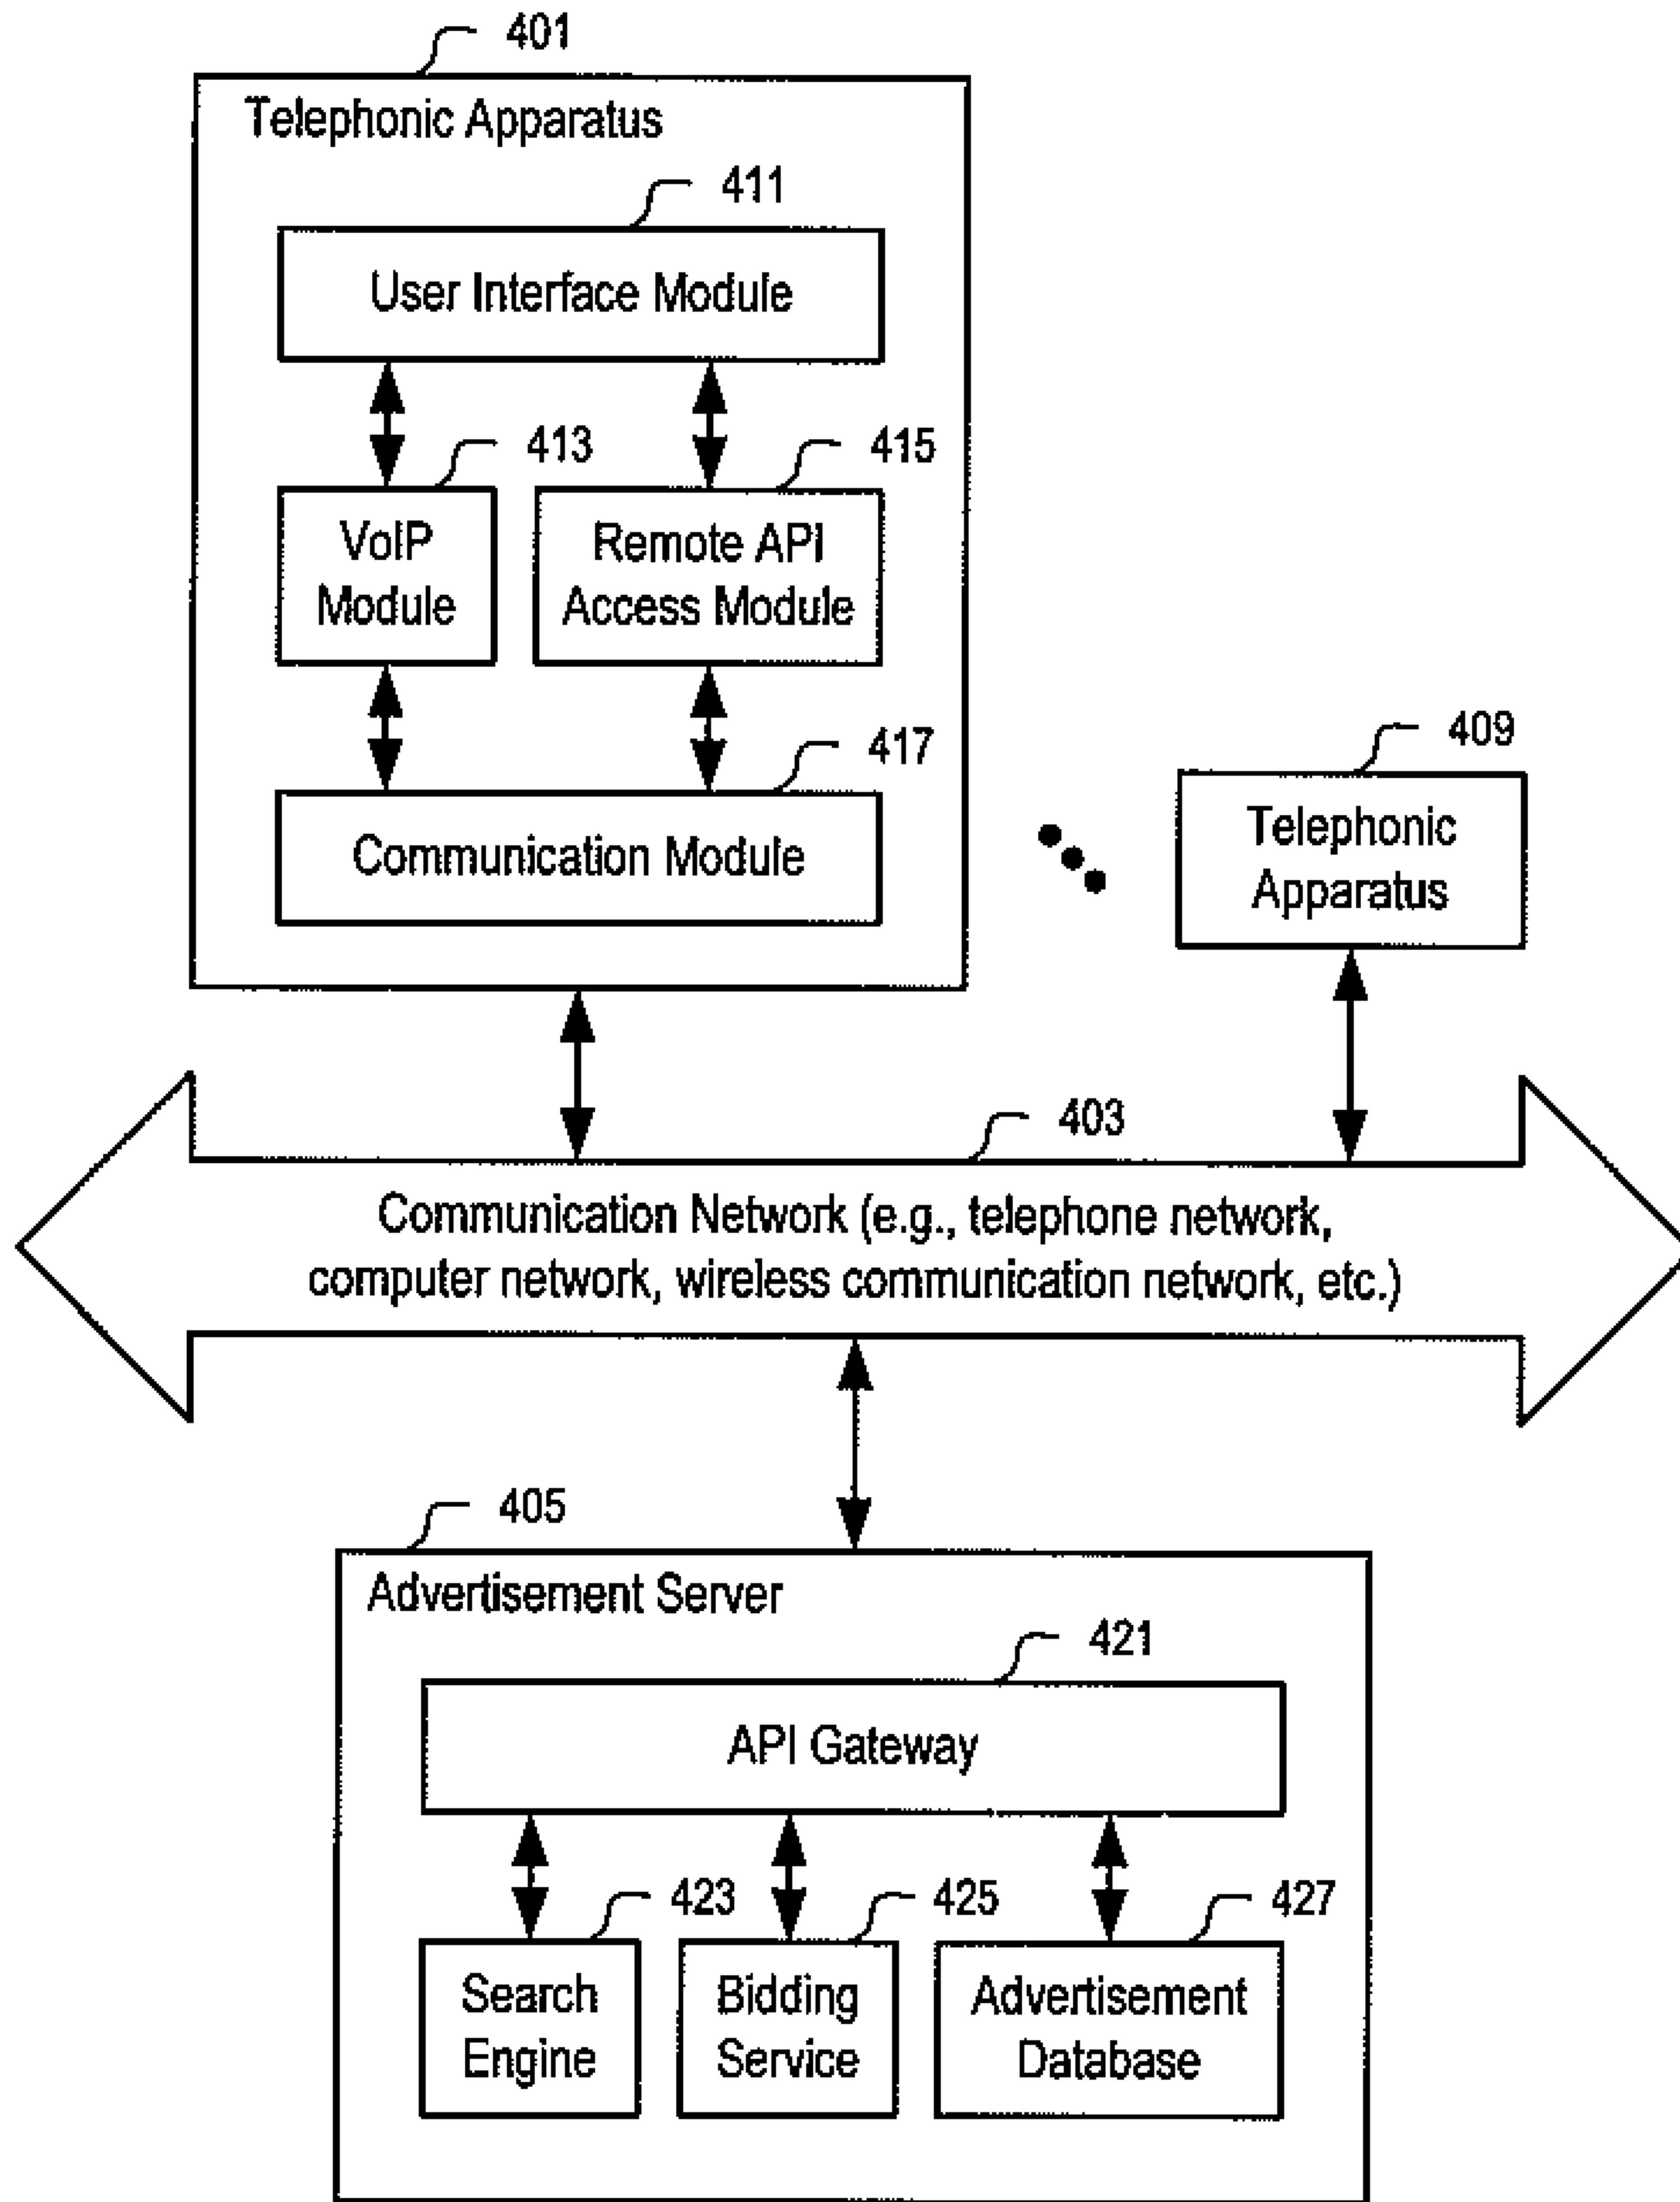 401
Telephonic Apparatus
411
User Interface Module
413
415
VoIP
Module
Remote API
Access Module
417
Communication Module
409
Telephonic
Apparatus
403
Communication Network (e.g., telephone network,
computer network, wireless communication network, etc.)
405
Advertisement Server
421
API Gateway
423
425
427
Search
Engine
Bidding
Service
Advertisement
Database